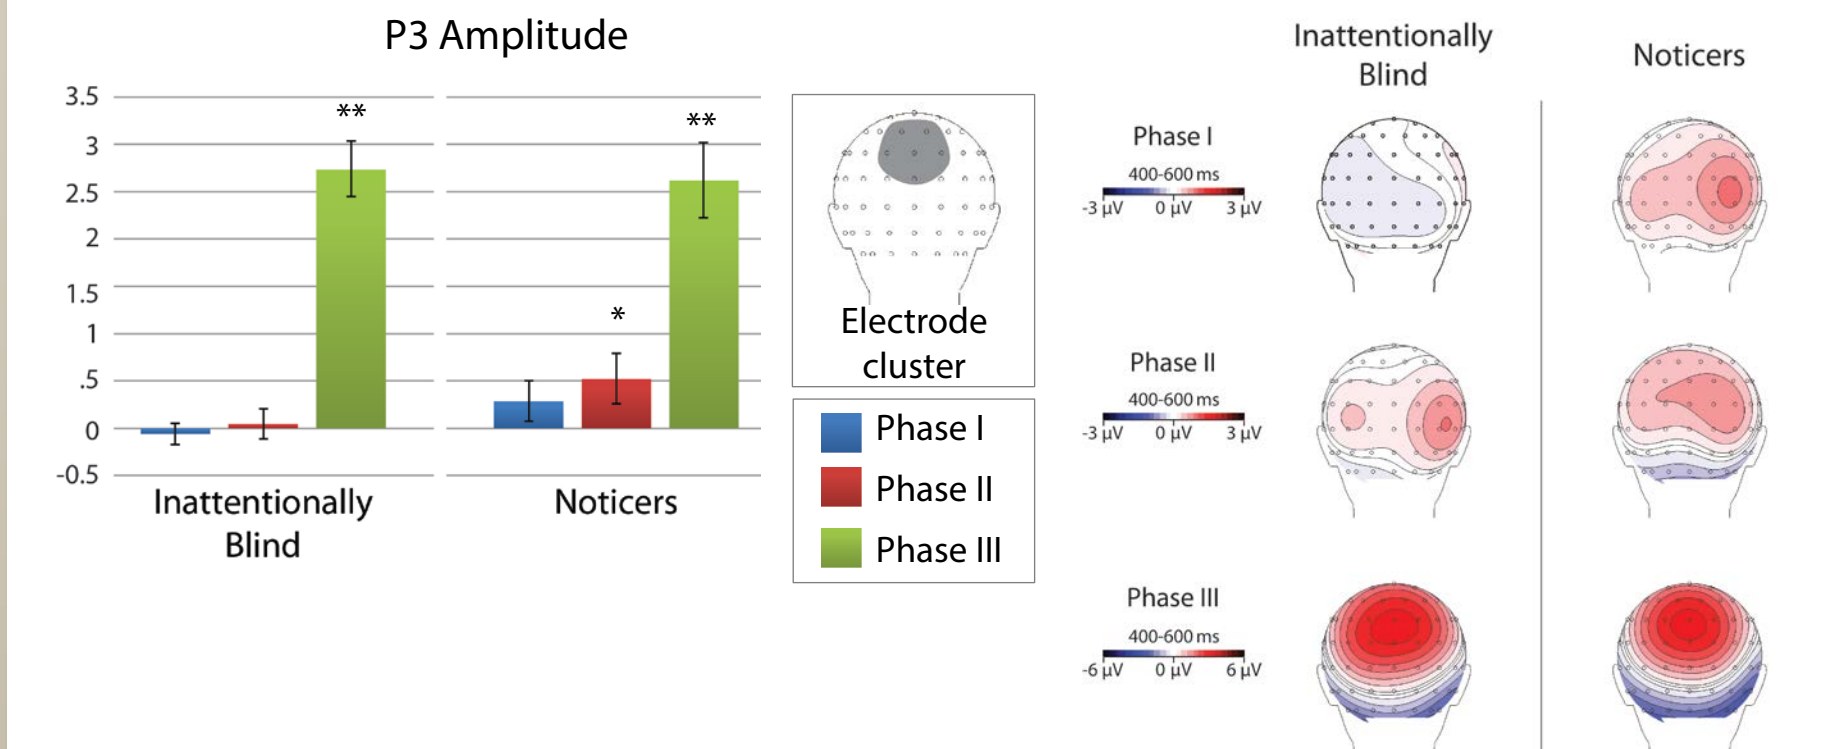 P3 Amplitude
3.5
3
2.5
2
1.5
1
.5
0
-0.5
**
*
**
Inattentionally
Blind
Noticers
Electrode
cluster
Phase I
Phase II
Phase III
Inattentionally
Blind
Noticers
Phase I
400-600 ms
-3 µV 0 µV 3 µV
Phase II
400-600 ms
-3 µV 0 µV 3 µV
Phase III
400-600 ms
-6 µV 0 µV 6 µV